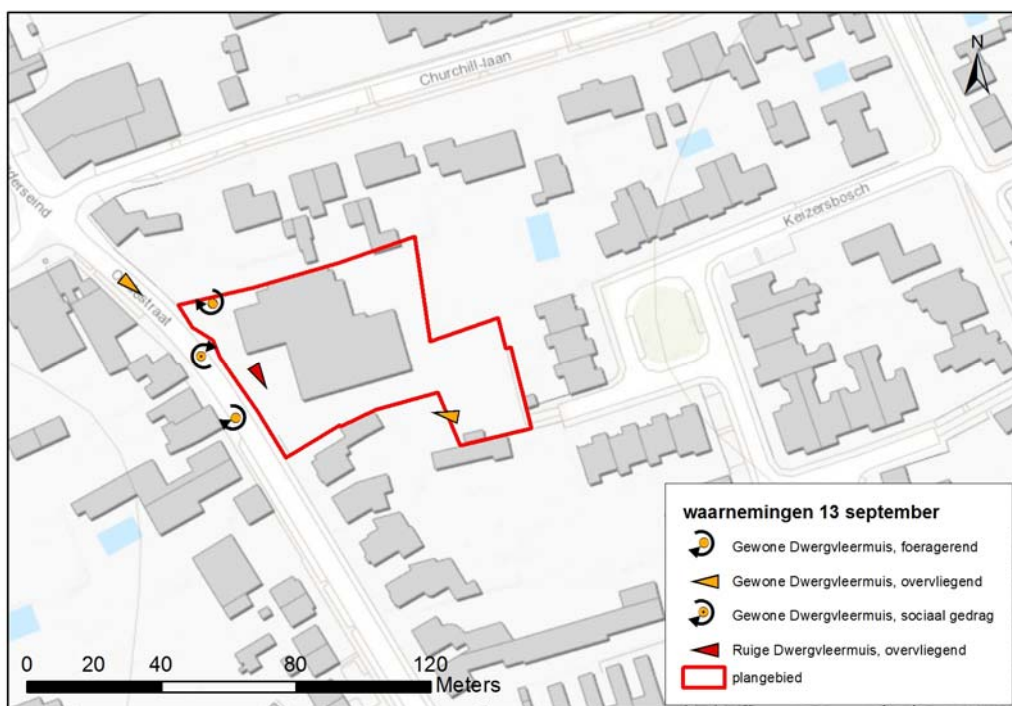 N
Churchill-laan
Keizersbosch
waarnemingen 13 september
Gewone Dwergvleermuis, foeragerend
Gewone Dwergvleermuis, overvliegend
Gewone Dwergvleermuis, sociaal gedrag
Ruige Dwergvleermuis, overvliegend
plangebied
0 20 40 80 120
Meters